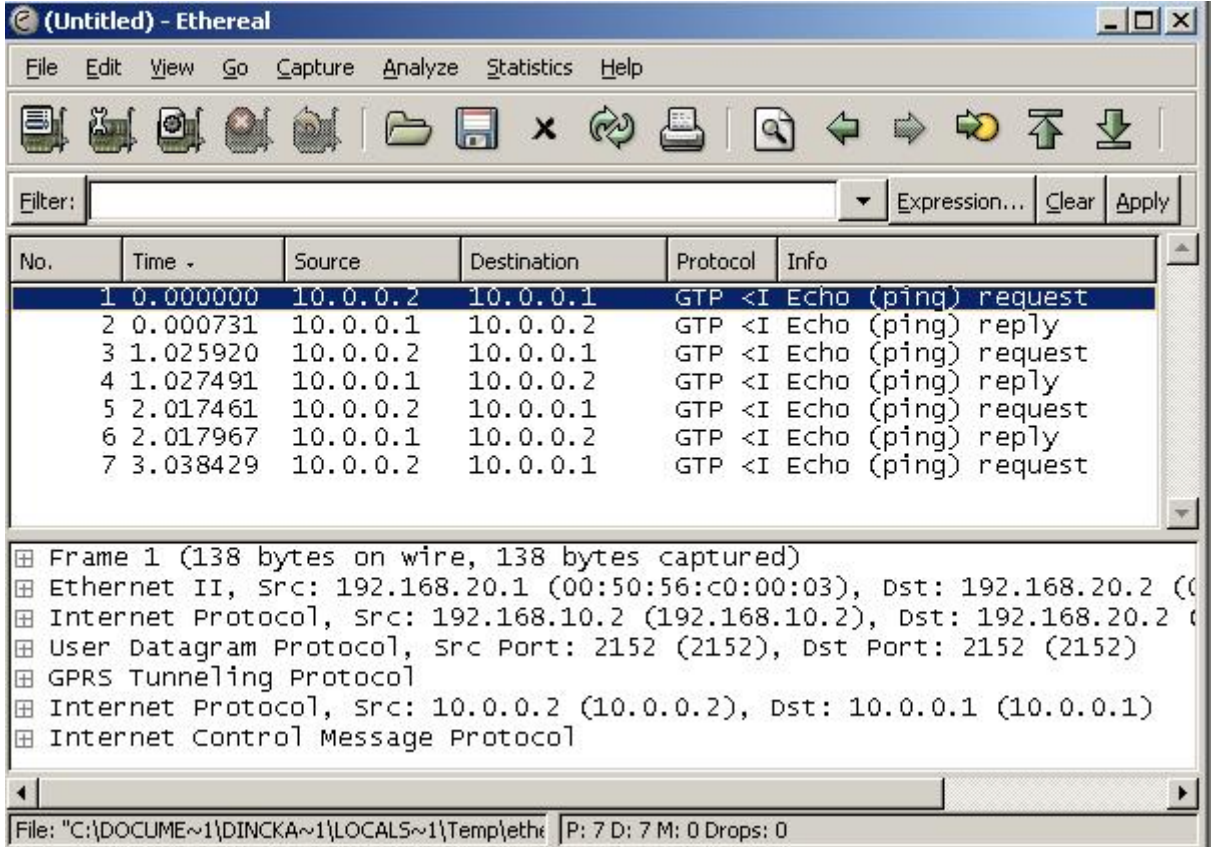 (Untitled) - Ethereal
File Edit View Go Capture Analyze Statistics Help
Filter: Expression... Clear Apply
No. Time Source Destination Protocol Info
1 0.000000 10.0.0.2 10.0.0.1 GTP <I Echo (ping) request
2 0.000731 10.0.0.1 10.0.0.2 GTP <I Echo (ping) reply
3 1.025920 10.0.0.2 10.0.0.1 GTP <I Echo (ping) request
4 1.027491 10.0.0.1 10.0.0.2 GTP <I Echo (ping) reply
5 2.017461 10.0.0.2 10.0.0.1 GTP <I Echo (ping) request
6 2.017967 10.0.0.1 10.0.0.2 GTP <I Echo (ping) reply
7 3.038429 10.0.0.2 10.0.0.1 GTP <I Echo (ping) request
Frame 1 (138 bytes on wire, 138 bytes captured)
Ethernet II, Src: 192.168.20.1 (00:50:56:c0:00:03), Dst: 192.168.20.2 (
Internet Protocol, Src: 192.168.10.2 (192.168.10.2), Dst: 192.168.20.2 (
User Datagram Protocol, Src Port: 2152 (2152), Dst Port: 2152 (2152)
GPRS Tunneling Protocol
Internet Protocol, Src: 10.0.0.2 (10.0.0.2), Dst: 10.0.0.1 (10.0.0.1)
Internet Control Message Protocol
File: "C:\DOCUME~1\DINCKA~1\LOCALS~1\Temp\ethe P: 7 D: 7 M: 0 Drops: 0